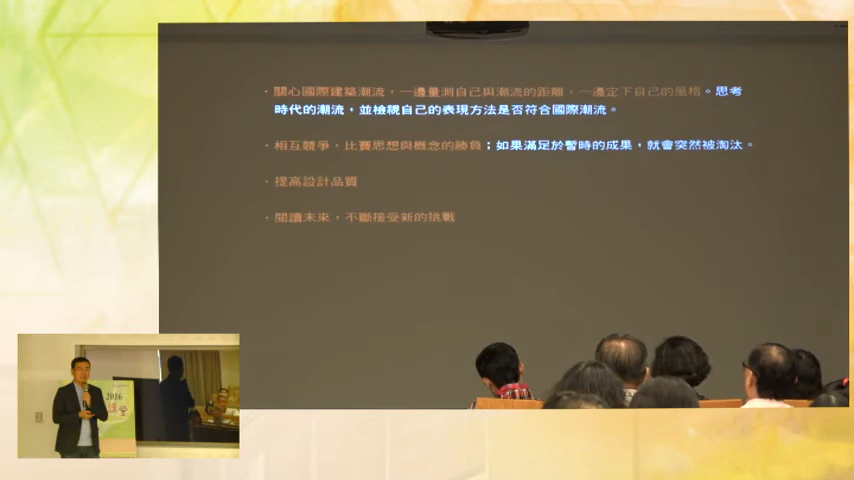 · 關心國際建築潮流，一邊量測自己與潮流的距離，一邊定下自己的風格。思考
時代的潮流，並檢視自己的表現方法是否符合國際潮流。
· 相互競爭，比賽思想與概念的勝負；如果滿足於暫時的成果，就會突然被淘汰。
· 提高設計品質
· 閱讀未來，不斷接受新的挑戰
2016
堂